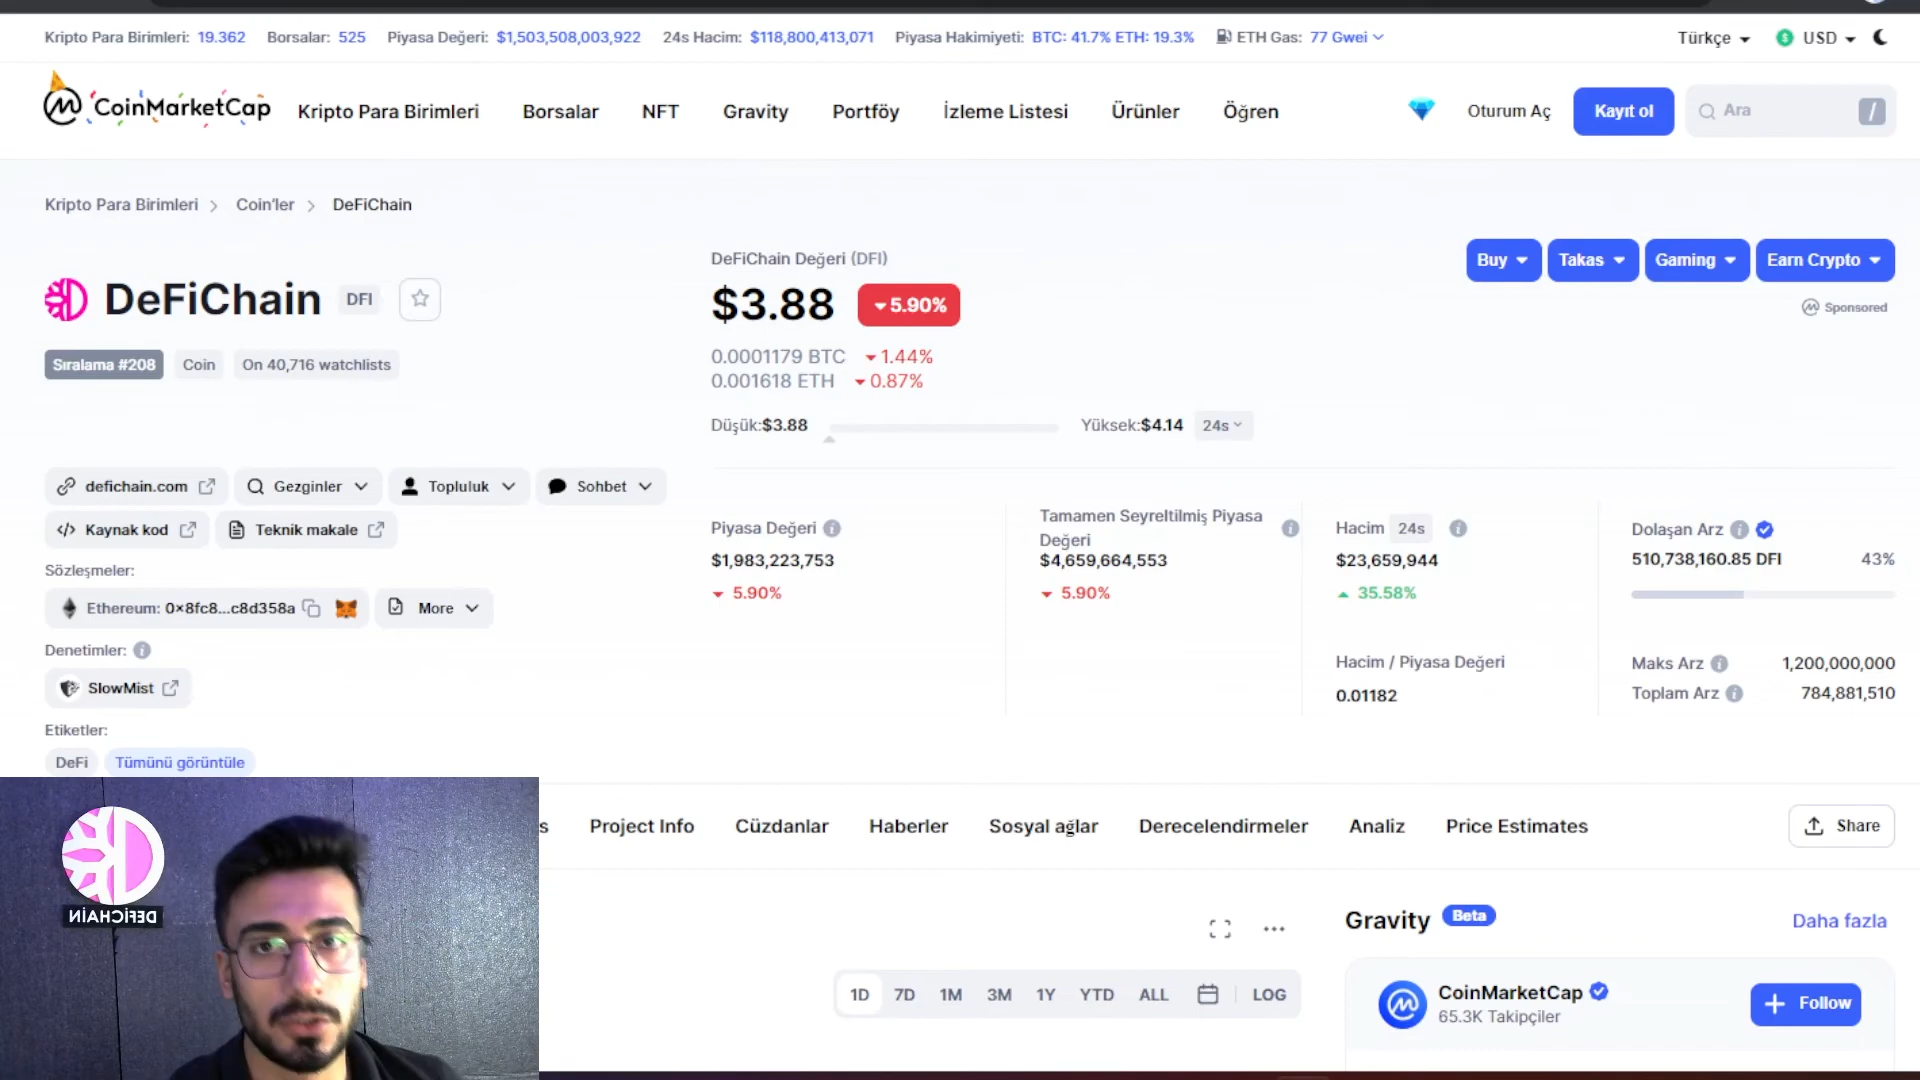 Kripto Para Birimleri: 19.362 Borsalar: 525 Piyasa Değeri: $1,503,508,003,922 24s Hacim: $118,800,413,071 Piyasa Hakimiyeti: BTC: 41.7% ETH: 19.3% ETH Gas: 77 Gwei Türkçe USD
CoinMarketCap Kripto Para Birimleri Borsalar NFT Gravity Portföy İzleme Listesi Ürünler Öğren Oturum Aç Kayıt ol Ara /
Kripto Para Birimleri > Coin'ler > DeFiChain
DeFiChain DFI
Sıralama #208 Coin On 40,716 watchlists
defichain.com Gezginler Topluluk Sohbet
Kaynak kod Teknik makale
Sözleşmeler:
Ethereum: 0x8fc8...c8d358a More
Denetimler:
SlowMist
Etiketler:
DeFi Tümünü görüntüle
DeFiChain Değeri (DFI)
$3.88 5.90%
0.0001179 BTC 1.44%
0.001618 ETH 0.87%
Düşük:$3.88 Yüksek:$4.14 24s
Buy Takas Gaming Earn Crypto
Sponsored
Piyasa Değeri
$1,983,223,753
5.90%
Tamamen Seyreltilmiş Piyasa
Değeri
$4,659,664,553
5.90%
Hacim 24s
$23,659,944
35.58%
Hacim / Piyasa Değeri
0.01182
Dolaşan Arz
510,738,160.85 DFI 43%
Maks Arz 1,200,000,000
Toplam Arz 784,881,510
s Project Info Cüzdanlar Haberler Sosyal ağlar Derecelendirmeler Analiz Price Estimates Share
DEFICHAIN
1D 7D 1M 3M 1Y YTD ALL LOG
Gravity Beta Daha fazla
CoinMarketCap
65.3K Takipçiler
+ Follow